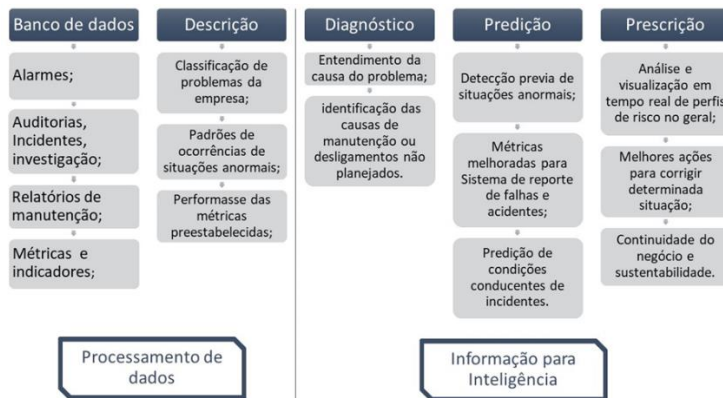 Banco de dados
Alarmes;
Auditorias,
Incidentes,
investigação;
Relatórios de
manutenção;
Métricas e
indicadores;
Descrição
Classificação de
problemas da
empresa;
Padrões de
ocorrências de
situações anormais;
Performasse das
métricas
preestabelecidas;
Processamento de
dados
Diagnóstico
Entendimento da
causa do problema;
identificação das
causas de
manutenção ou
desligamentos não
planejados.
Predição
Detecção previa de
situações anormais;
Métricas
melhoradas para
Sistema de reporte
de falhas e
acidentes;
Predição de
condições
conducentes de
incidentes.
Prescrição
Análise e
visualização em
tempo real de perfis
de risco no geral;
Melhores ações
para corrigir
determinada
situação;
Continuidade do
negócio e
sustentabilidade.
Informação para
Inteligência